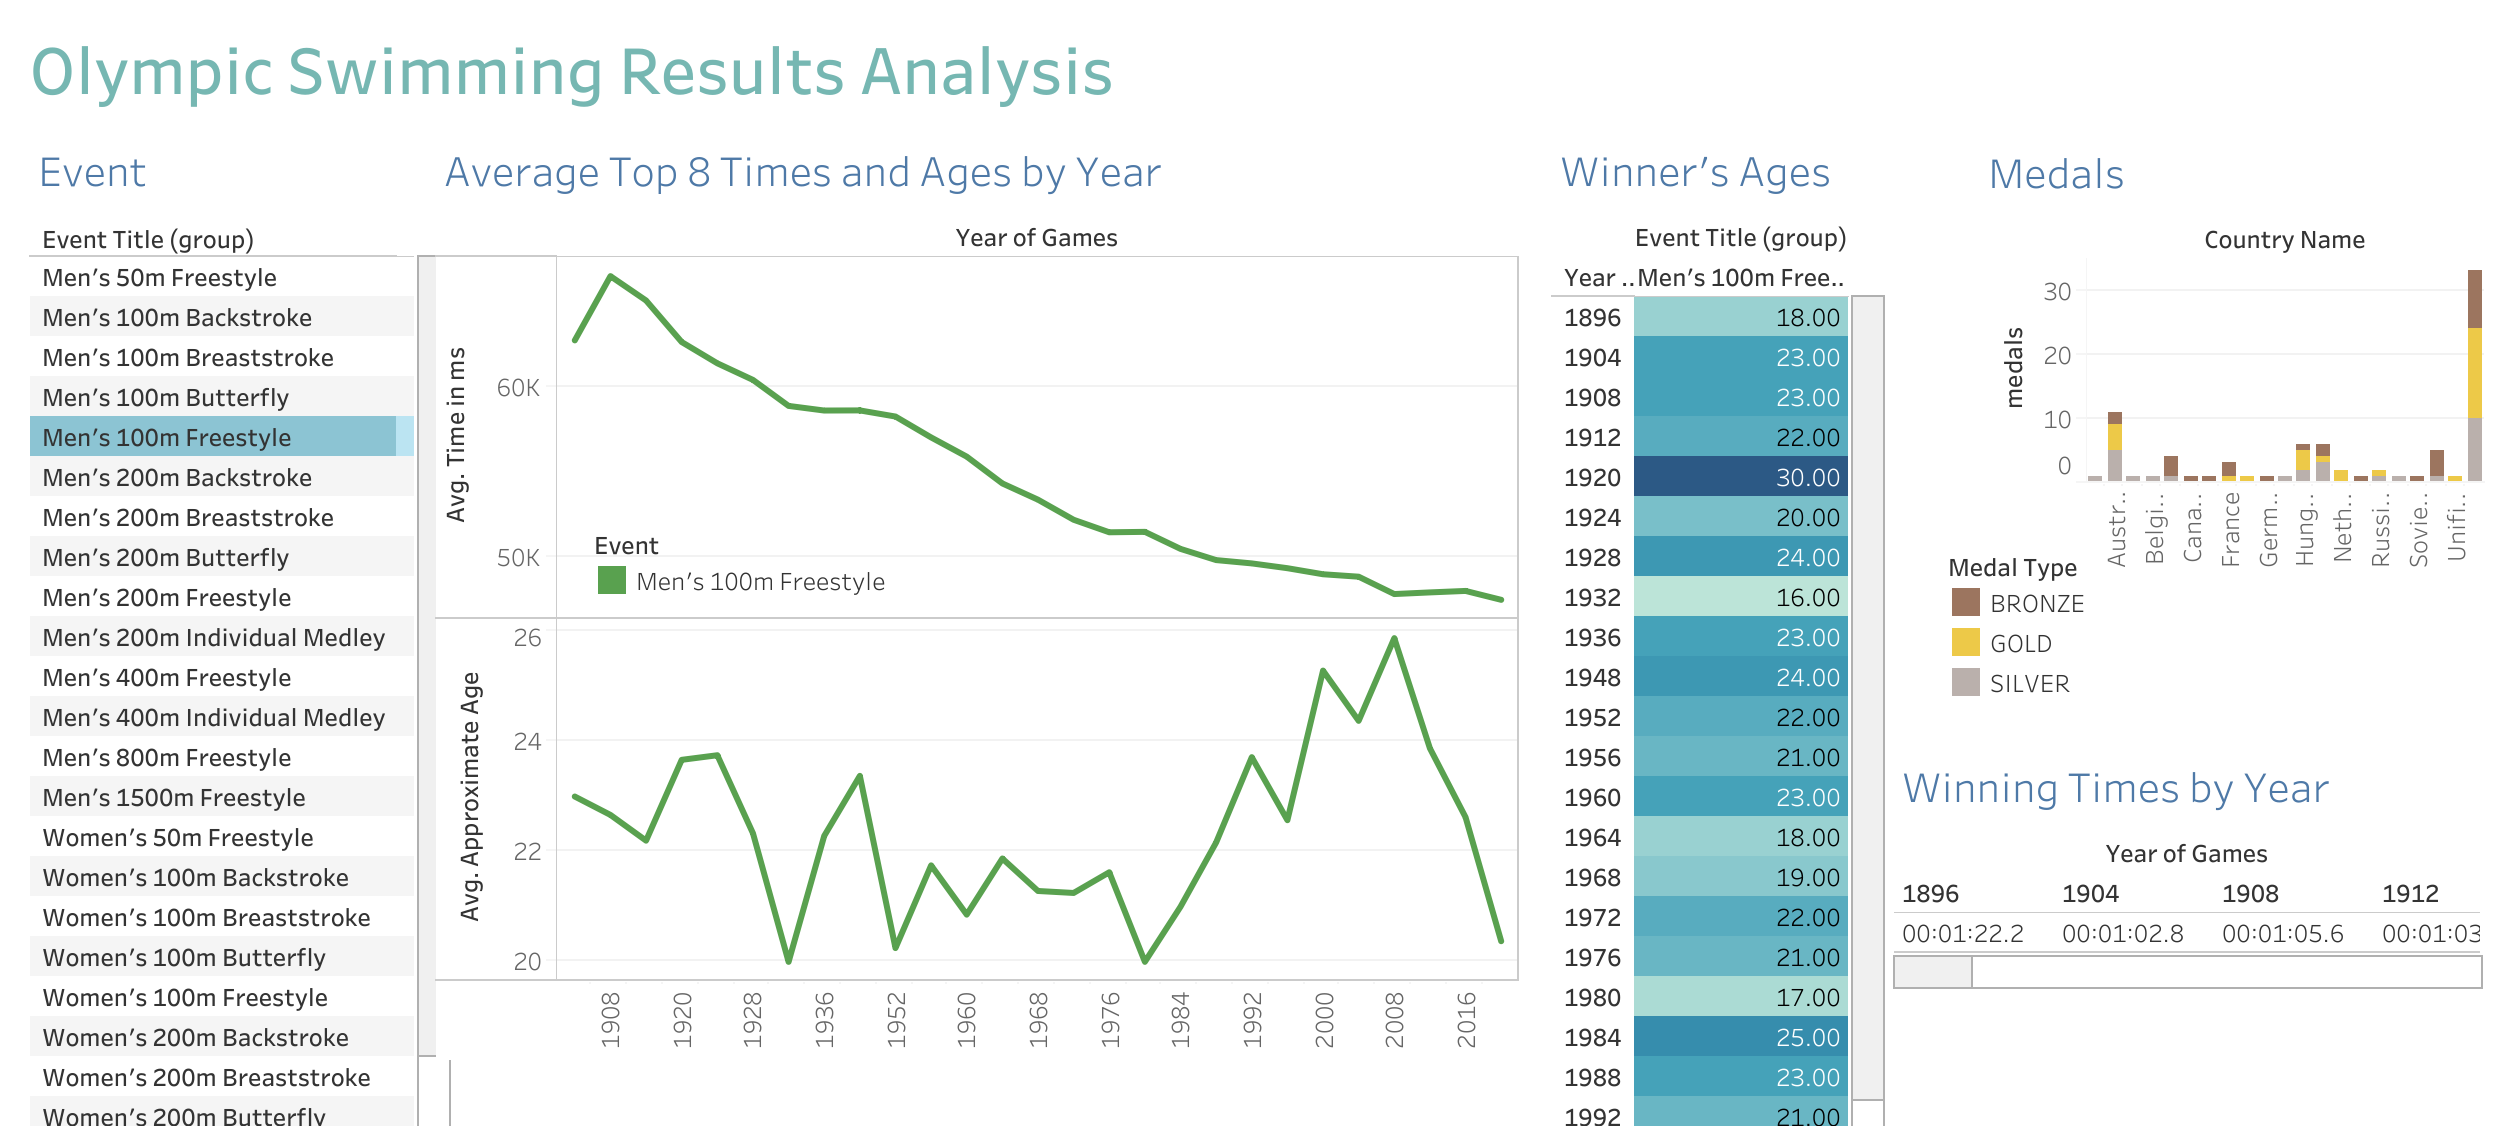 Olympic Swimming Results Analysis
Event
Event Title (group)
Men's 50m Freestyle
Men's 100m Backstroke
Men's 100m Breaststroke
Men's 100m Butterfly
Men's 100m Freestyle
Men's 200m Backstroke
Men's 200m Breaststroke
Men's 200m Butterfly
Men's 200m Freestyle
Men's 200m Individual Medley
Men's 400m Freestyle
Men's 400m Individual Medley
Men's 800m Freestyle
Men's 1500m Freestyle
Women's 50m Freestyle
Women's 100m Backstroke
Women's 100m Breaststroke
Women's 100m Butterfly
Women's 100m Freestyle
Women's 200m Backstroke
Women's 200m Breaststroke
Women's 200m Butterfly
Average Top 8 Times and Ages by Year
Year of Games
Avg. Time in ms
60K
50K
Event
Men's 100m Freestyle
Avg. Approximate Age
26
24
22
20
1908 1920 1928 1936 1952 1960 1968 1976 1984 1992 2000 2008 2016
Winner's Ages
Event Title (group)
Year .. Men's 100m Free..
1896 18.00
1904 23.00
1908 23.00
1912 22.00
1920 30.00
1924 20.00
1928 24.00
1932 16.00
1936 23.00
1948 24.00
1952 22.00
1956 21.00
1960 23.00
1964 18.00
1968 19.00
1972 22.00
1976 21.00
1980 17.00
1984 25.00
1988 23.00
1992 21.00
Medals
Country Name
medals
30
20
10
0
Austr.. Belgi.. Cana.. France Germ.. Hung.. Neth.. Russi.. Sovie.. Unifi..
Medal Type
BRONZE
GOLD
SILVER
Winning Times by Year
Year of Games
1896 1904 1908 1912
00:01:22.2 00:01:02.8 00:01:05.6 00:01:03